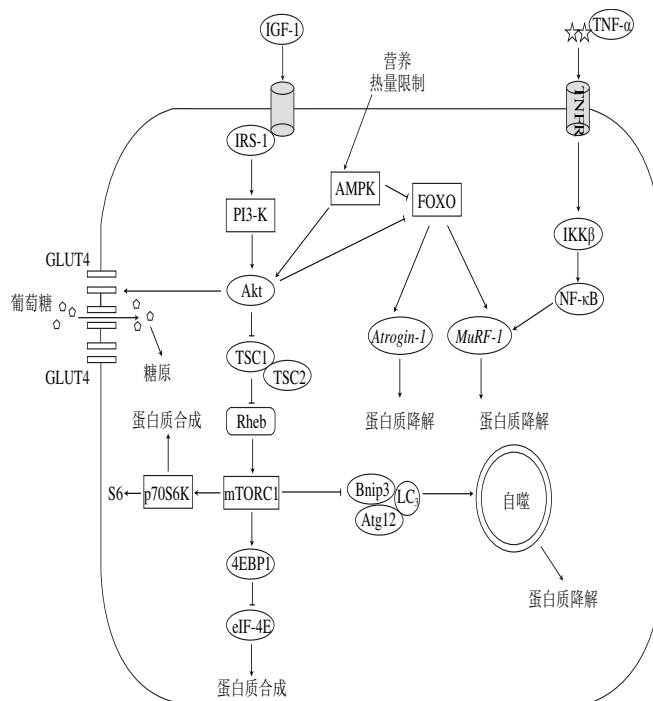 IGF-1
TNF-α
营养
热量限制
TNFR
IRS-1
AMPK
FOXO
PI3-K
IKKβ
GLUT4
Akt
NF-κB
葡萄糖
Atrogin-1
MuRF-1
TSC1
TSC2
GLUT4
糖原
蛋白质合成
Rheb
蛋白质降解
蛋白质降解
S6
p70S6K
mTORC1
Bnip3
LC3
Atg12
自噬
4EBP1
蛋白质降解
eIF-4E
蛋白质合成